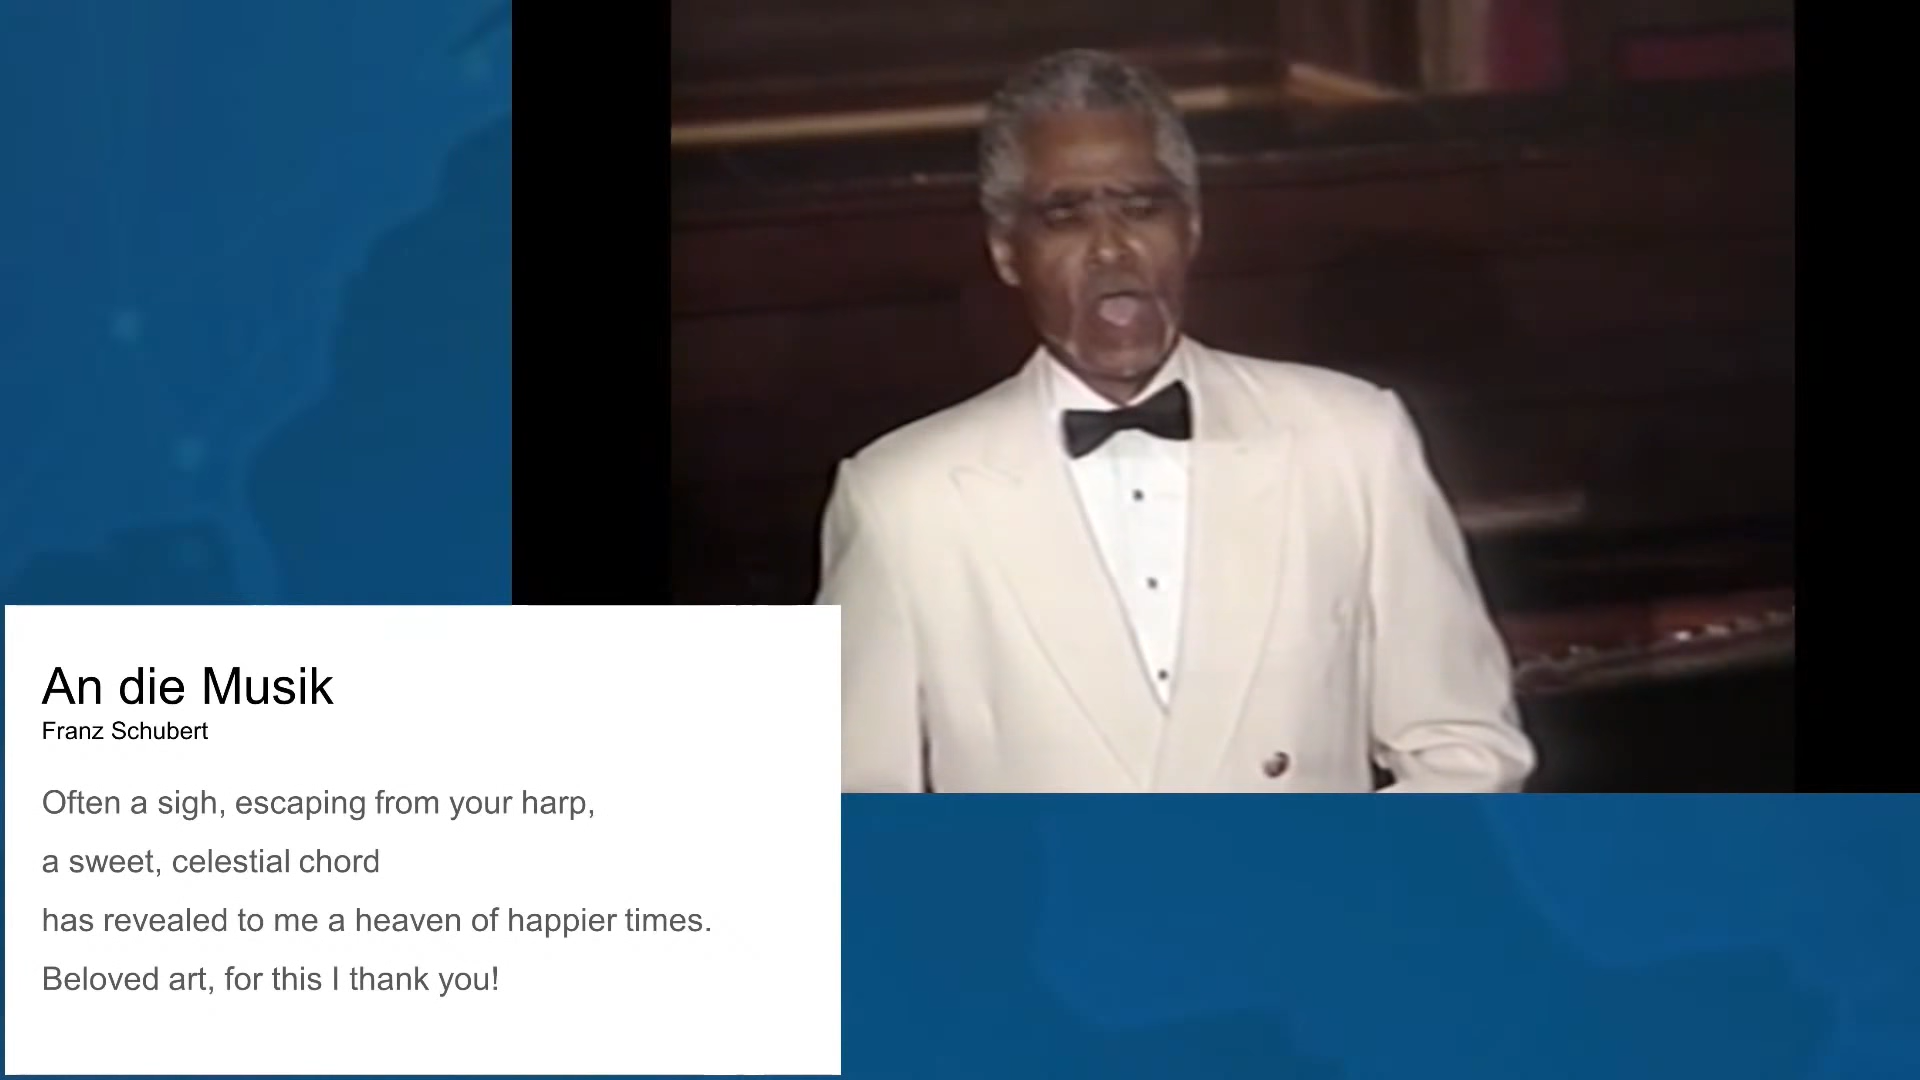 An die Musik
Franz Schubert
Often a sigh, escaping from your harp,
a sweet, celestial chord
has revealed to me a heaven of happier times.
Beloved art, for this I thank you!